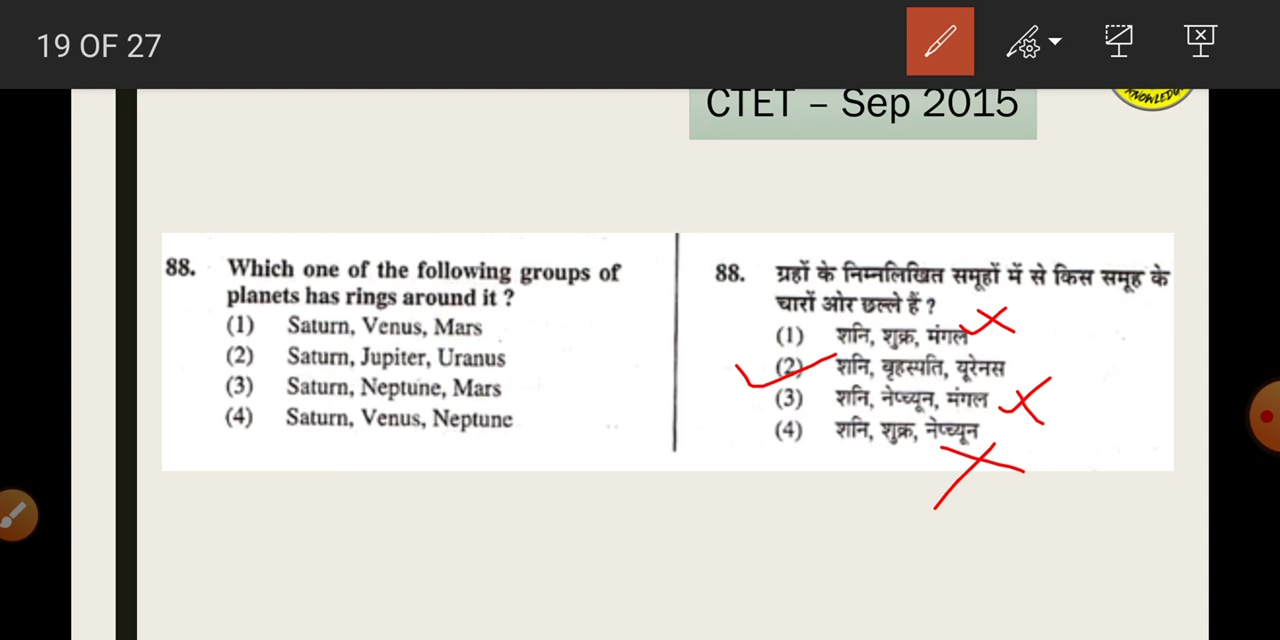 19 OF 27
CTET – Sep 2015
KNOWLEDG
88. Which one of the following groups of
planets has rings around it ?
(1) Saturn, Venus, Mars
(2) Saturn, Jupiter, Uranus
(3) Saturn, Neptune, Mars
(4) Saturn, Venus, Neptune
88. ग्रहों के निम्नलिखित समूहों में से किस समूह के
चारों ओर छल्ले हैं ?
(1) शनि, शुक्र, मंगल
(2) शनि, बृहस्पति, यूरेनस
(3) शनि, नेप्च्यून, मंगल
(4) शनि, शुक्र, नेप्च्यून